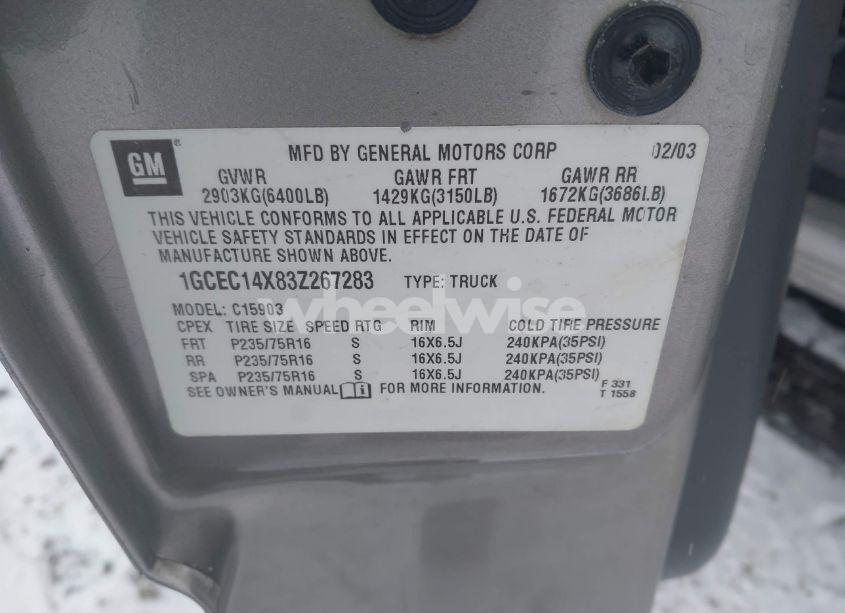 GM
MFD BY GENERAL MOTORS CORP 02/03
GVWR GAWR FRT GAWR RR
2903KG(6400LB) 1429KG(3150LB) 1672KG(3686LB)
THIS VEHICLE CONFORMS TO ALL APPLICABLE U.S. FEDERAL MOTOR
VEHICLE SAFETY STANDARDS IN EFFECT ON THE DATE OF
MANUFACTURE SHOWN ABOVE.
1GCEC14X83Z267283 TYPE: TRUCK
wheelwise
MODEL: C15903
CPEX TIRE SIZE SPEED RTG RIM COLD TIRE PRESSURE
FRT P235/75R16 S 16X6.5J 240KPA(35PSI)
RR P235/75R16 S 16X6.5J 240KPA(35PSI)
SPA P235/75R16 S 16X6.5J 240KPA(35PSI)
SEE OWNER'S MANUAL FOR MORE INFORMATION.
F 331
T 1558